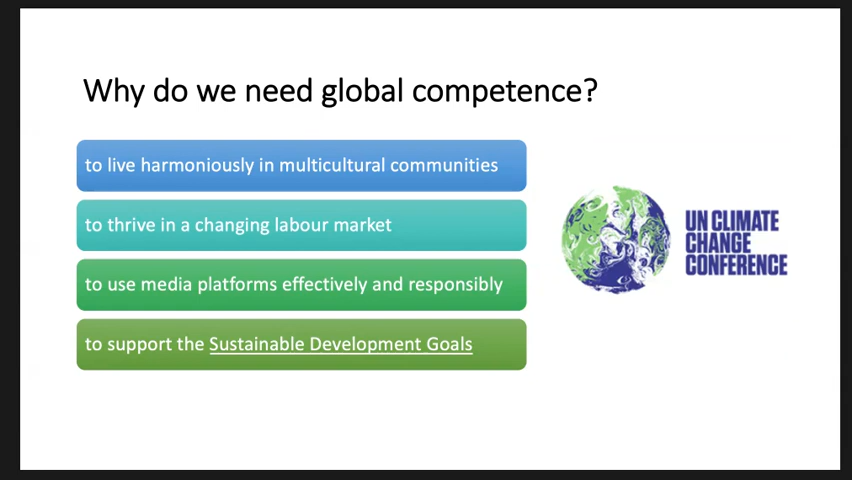 Why do we need global competence?
to live harmoniously in multicultural communities
to thrive in a changing labour market
to use media platforms effectively and responsibly
to support the Sustainable Development Goals
UN CLIMATE
CHANGE
CONFERENCE